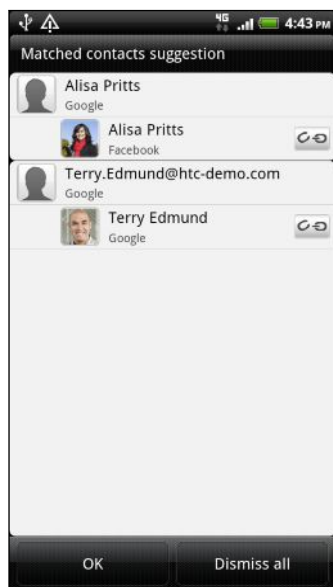 4G 4:43 PM
Matched contacts suggestion
Alisa Pritts
Google
Alisa Pritts
Facebook
Terry.Edmund@htc-demo.com
Google
Terry Edmund
Google
OK Dismiss all